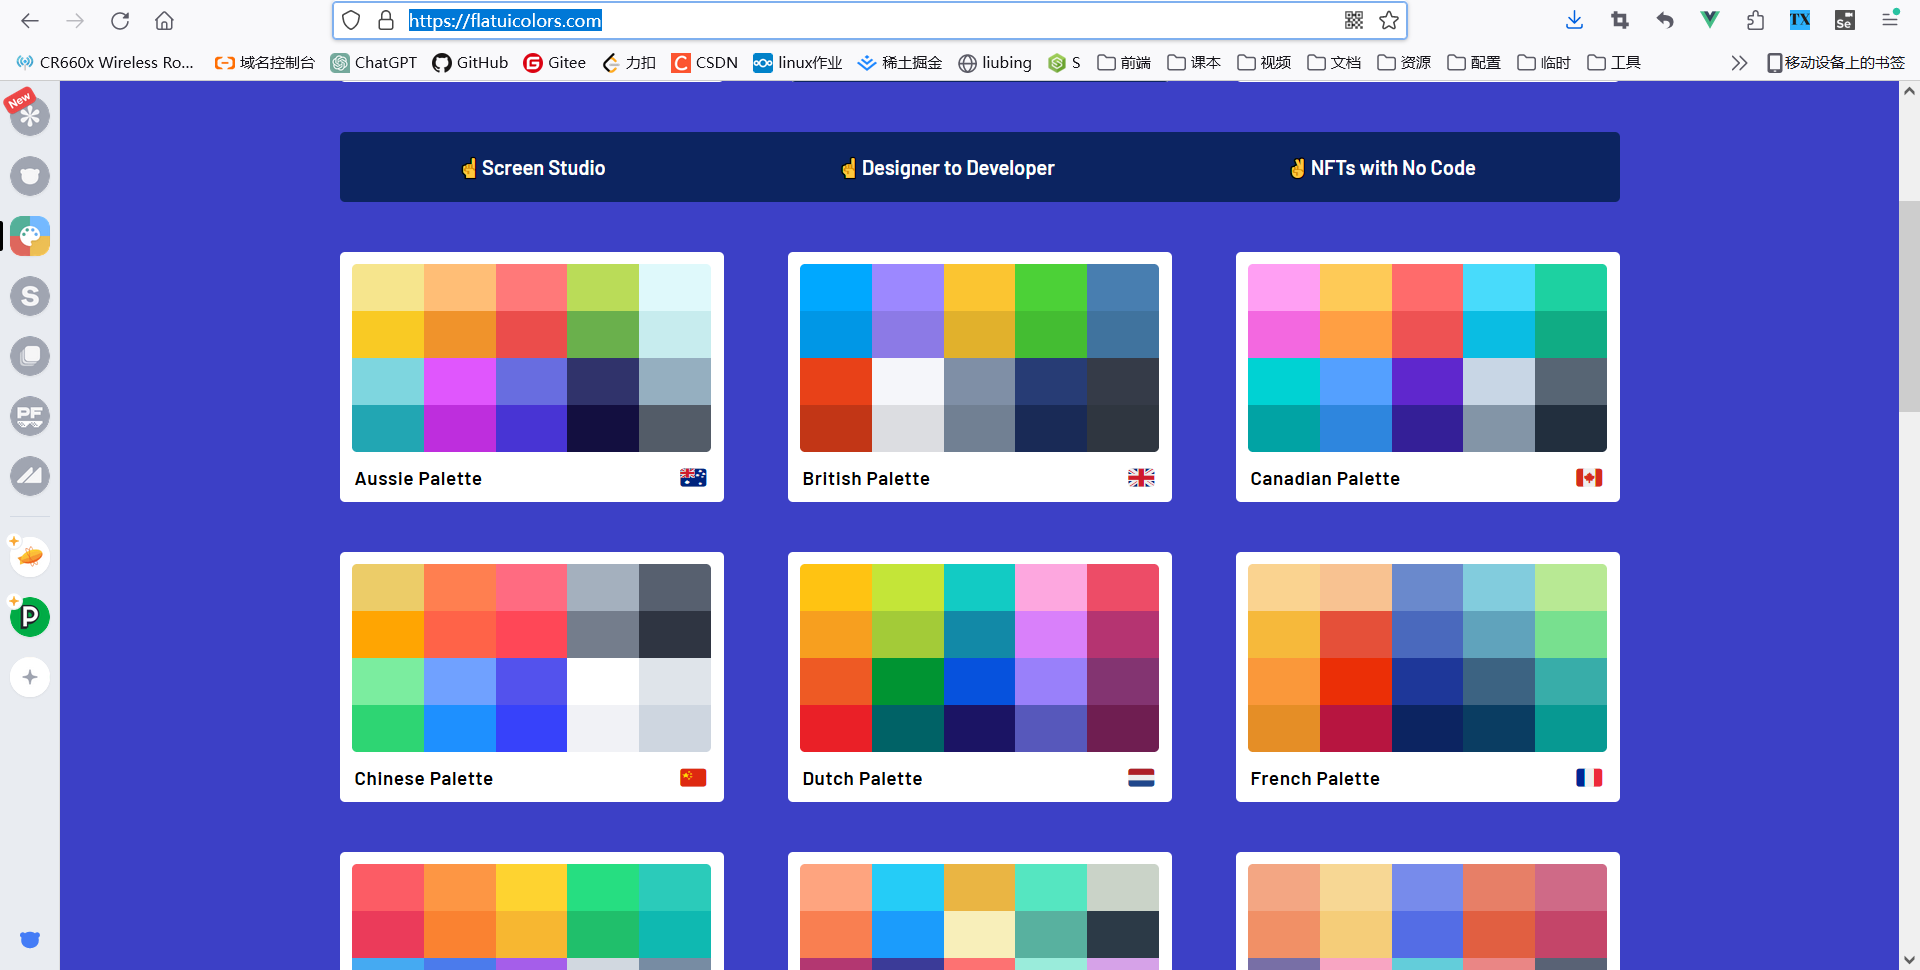 https://flatuicolors.com
TX
Se
CR660x Wireless Ro... 域名控制台 ChatGPT GitHub Gitee 力扣 C CSDN linux作业 稀土掘金 liubing S 前端 课本 视频 文档 资源 配置 临时 工具 移动设备上的书签
New
☝Screen Studio ☝Designer to Developer ✌NFTs with No Code
S
PF
P
Aussie Palette British Palette Canadian Palette
Chinese Palette Dutch Palette French Palette